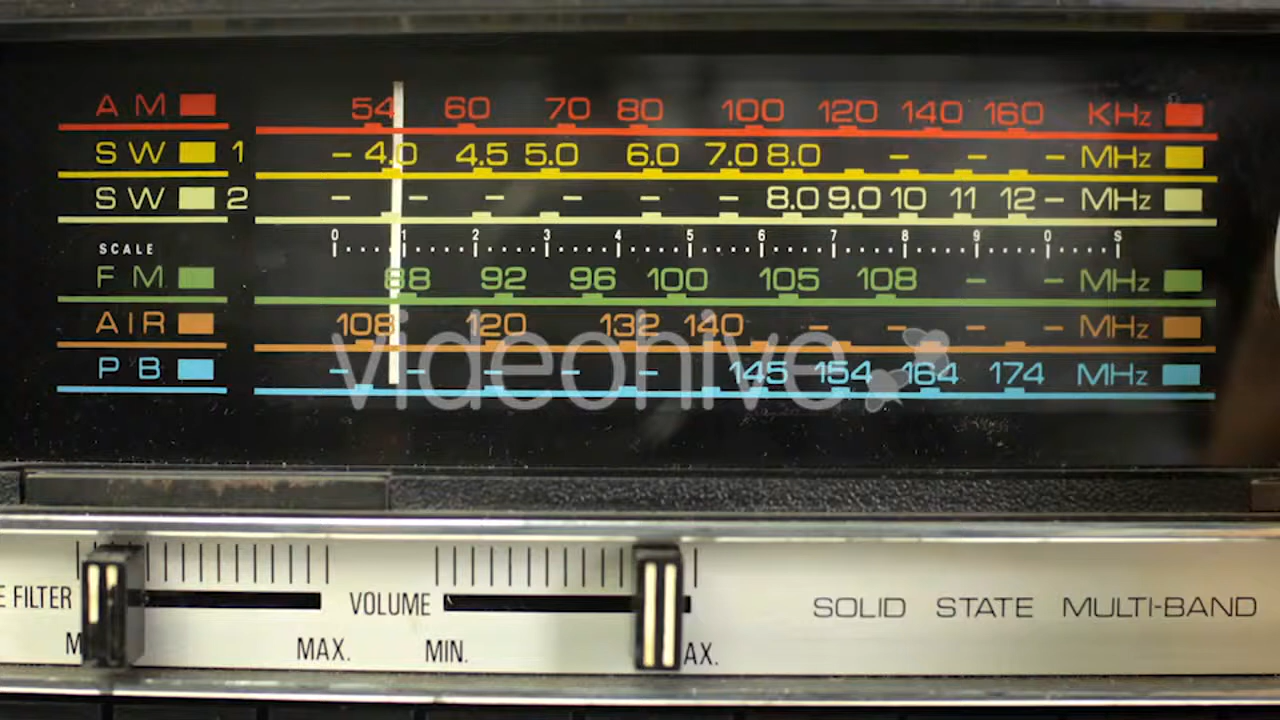 AM 54 60 70 80 100 120 140 160 KHz
SW 1 – 4.0 4.5 5.0 6.0 7.0 8.0 – – – MHz
SW 2 – – – – – – 8.0 9.0 10 11 12 – MHz
SCALE 0 1 2 3 4 5 6 7 8 9 0 S
FM 88 92 96 100 105 108 – – MHz
AIR 108 120 132 140 – – – – MHz
PB – – – – – 145 154 164 174 MHz
videohive
E FILTER VOLUME SOLID STATE MULTI-BAND
M MAX. MIN. AX.